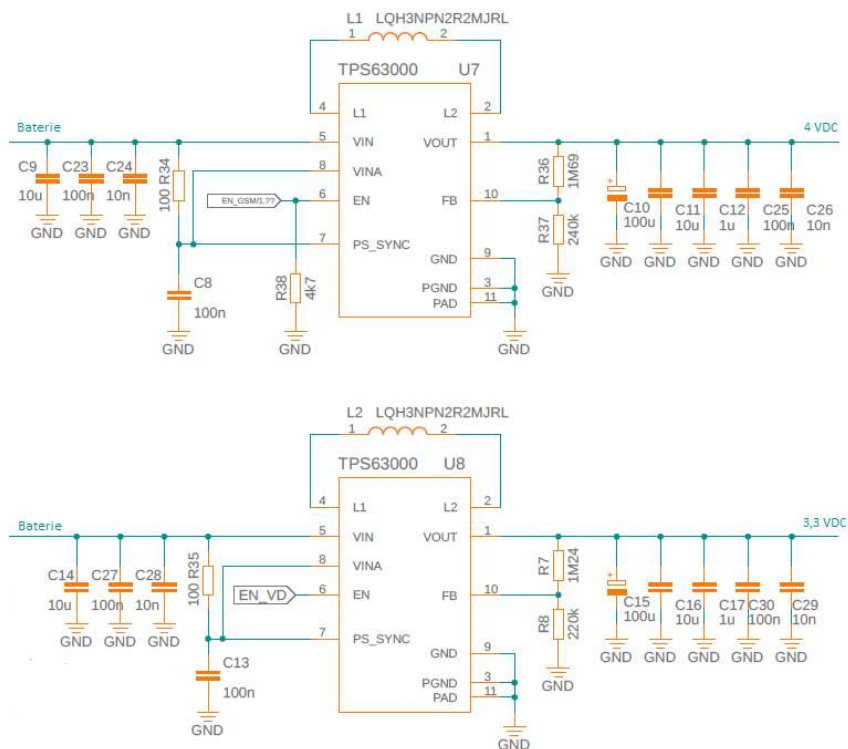 L1 LQH3NPN2R2MJRL
1 2
TPS63000 U7
4 L1 L2 2
Baterie 5 VIN VOUT 1 4 VDC
8 VINA
EN_GSM/1.?? 6 EN FB 10
7 PS_SYNC
GND 9
PGND 3
PAD 11
C9 10u GND
C23 100n GND
C24 10n GND
100 R34
C8 100n GND
R38 4k7 GND
GND
R36 1M69
R37 240k GND
+ C10 100u GND
C11 10u GND
C12 1u GND
C25 100n GND
C26 10n GND
L2 LQH3NPN2R2MJRL
1 2
TPS63000 U8
4 L1 L2 2
Baterie 5 VIN VOUT 1 3,3 VDC
8 VINA
EN_VD 6 EN FB 10
7 PS_SYNC
GND 9
PGND 3
PAD 11
C14 10u GND
C27 100n GND
C28 10n GND
100 R35
C13 100n GND
GND
R7 1M24
R8 220k GND
+ C15 100u GND
C16 10u GND
C17 1u GND
C30 100n GND
C29 10n GND